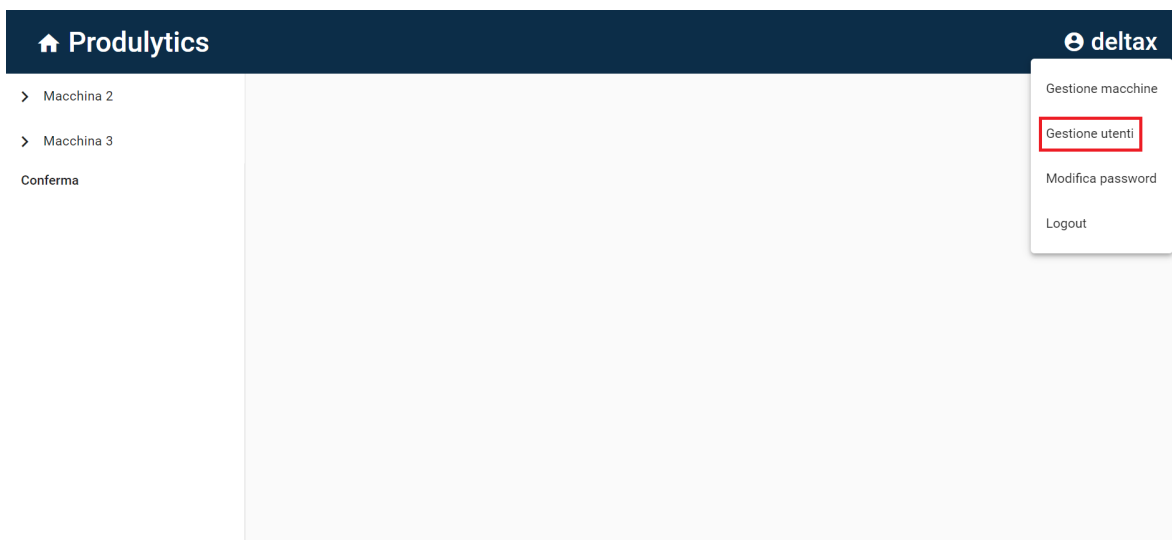 Produlytics
deltax
Macchina 2
Macchina 3
Conferma
Gestione macchine
Gestione utenti
Modifica password
Logout